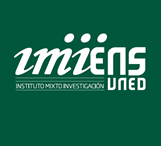 imiENS
INSTITUTO MIXTO INVESTIGACIÓN UNED